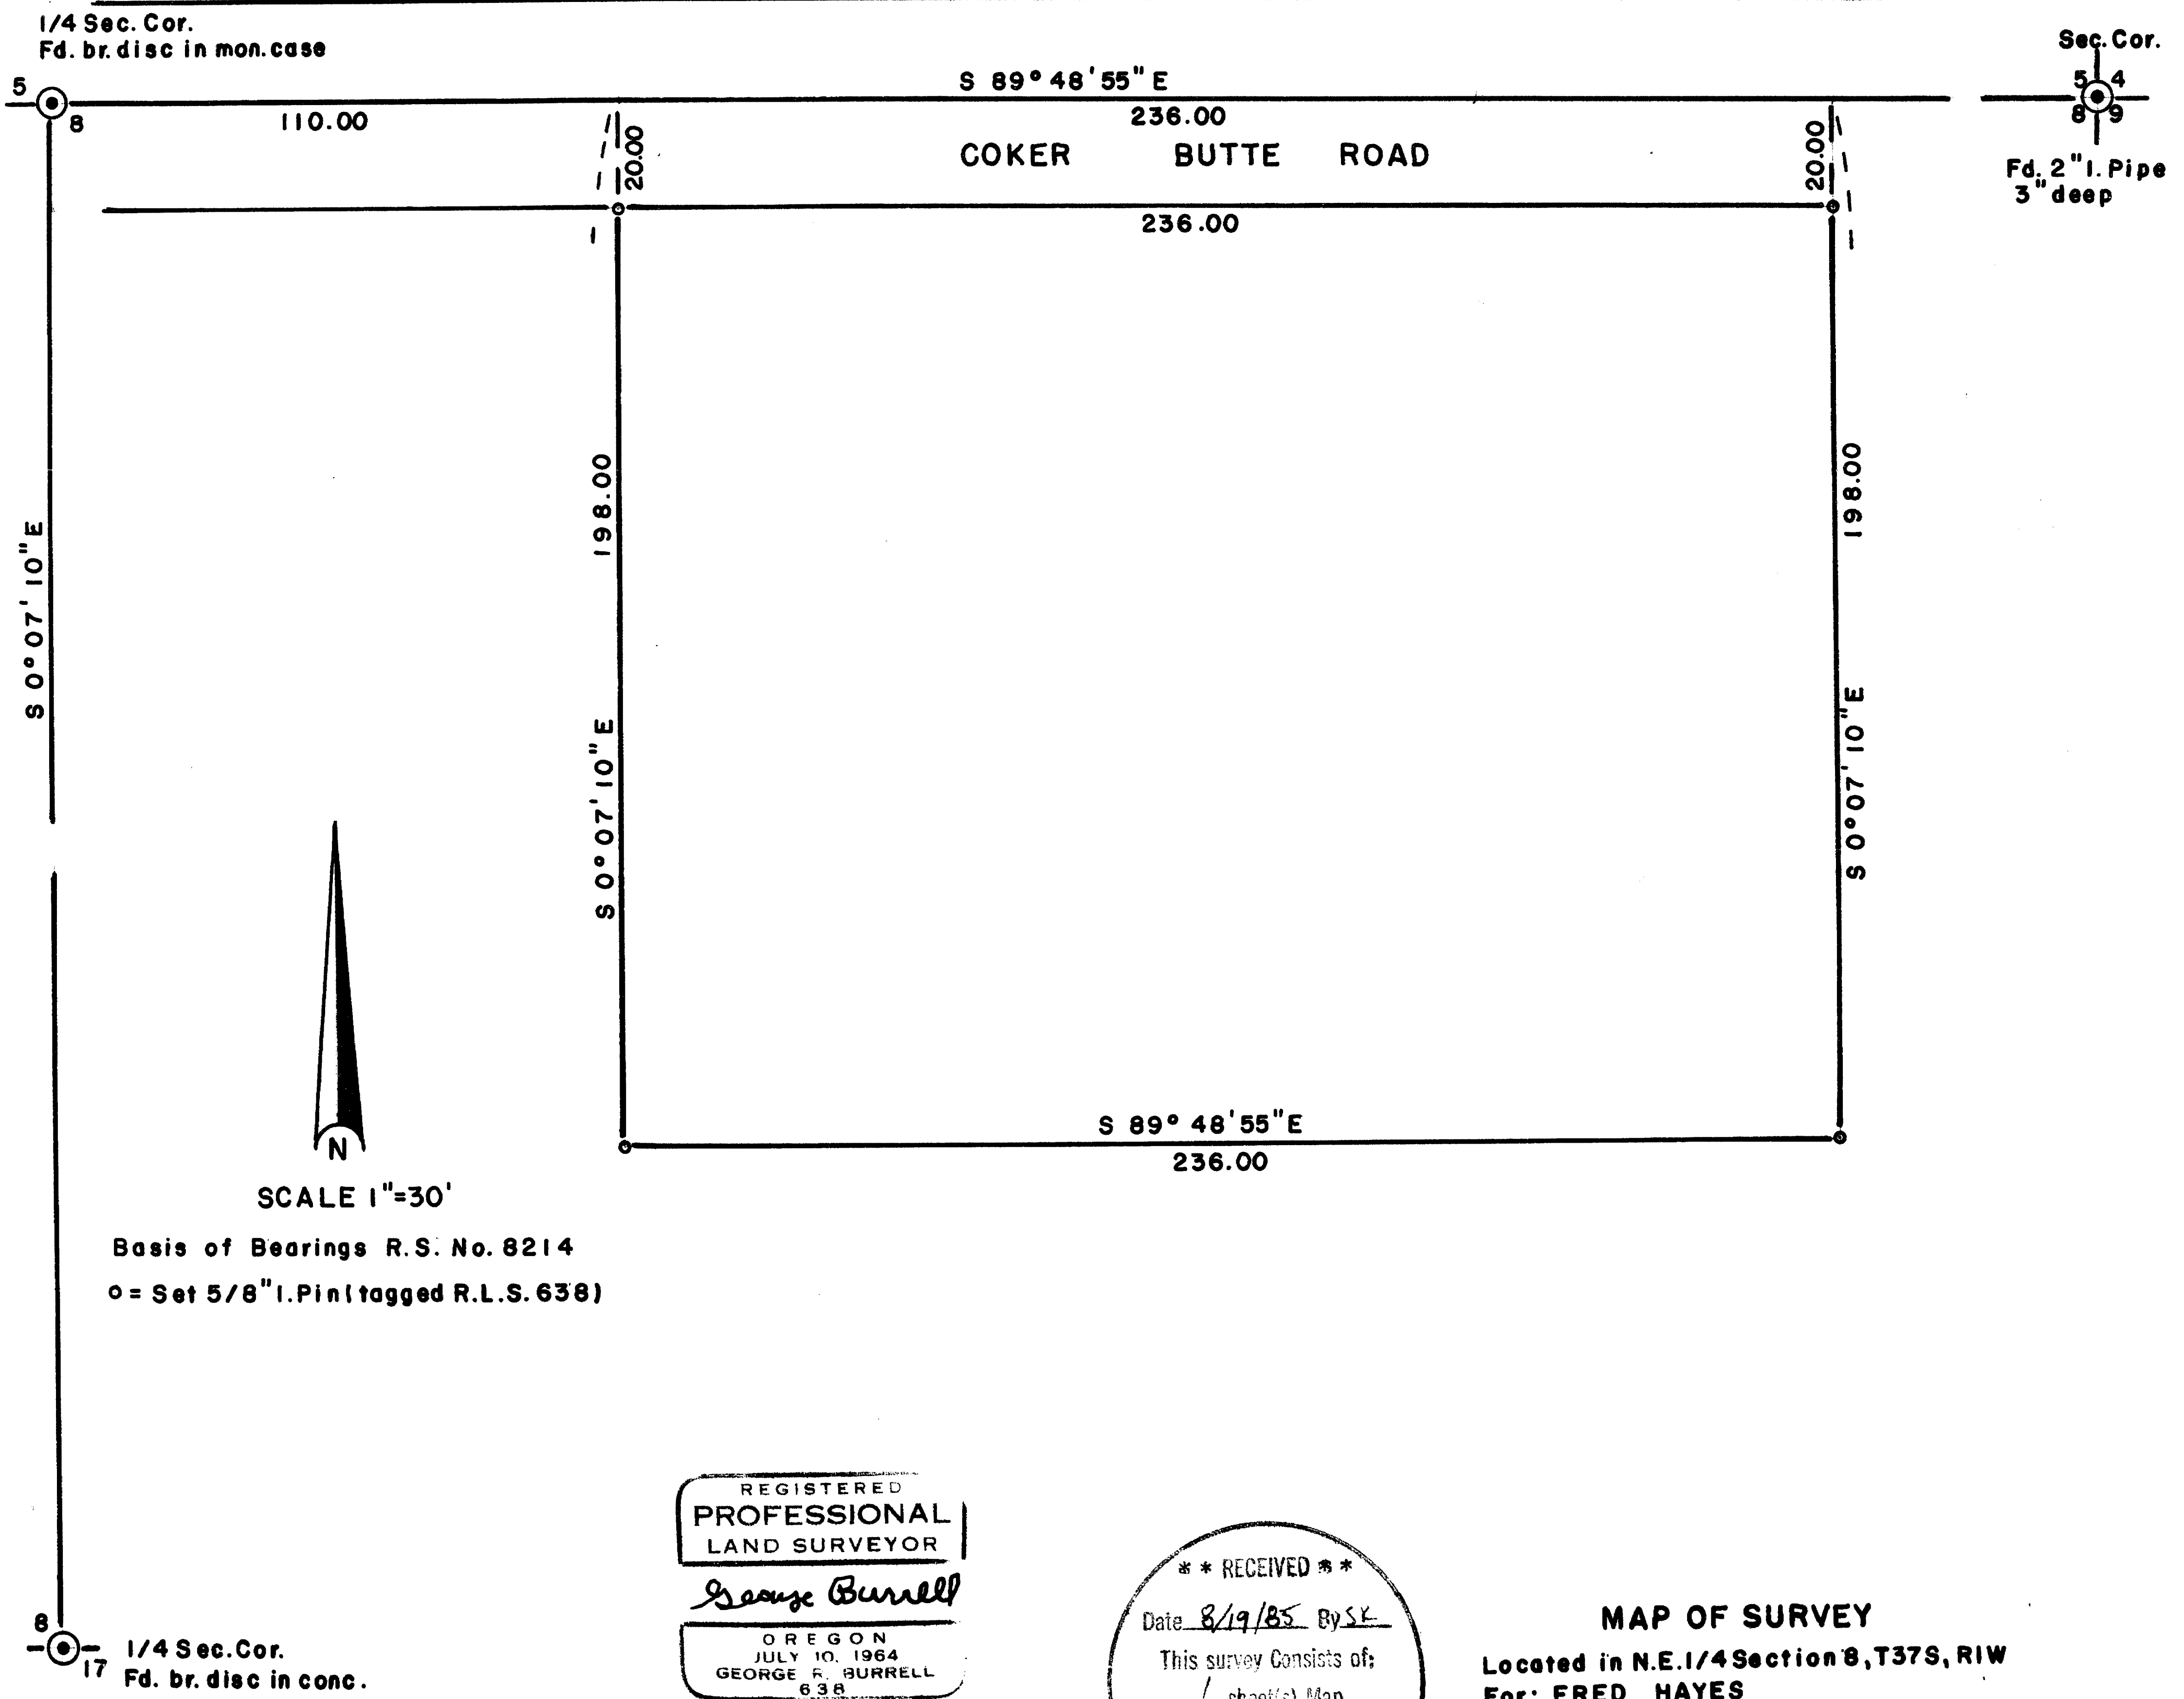 1/4 Sec. Cor.
Fd. br. disc in mon. case
Sec. Cor.
5
8
S 89° 48' 55" E
5 4
8 9
110.00
236.00
20.00
COKER BUTTE ROAD
20.00
Fd. 2" I. Pipe
3" deep
236.00
198.00
198.00
S 0° 07' 10" E
S 0° 07' 10" E
S 0° 07' 10" E
S 89° 48' 55" E
236.00
N
SCALE 1"=30'
Basis of Bearings R.S. No. 8214
o = Set 5/8" I. Pin (tagged R.L.S. 638)
REGISTERED
PROFESSIONAL
LAND SURVEYOR
George Burrell
OREGON
JULY 10, 1964
GEORGE R. BURRELL
638
* * RECEIVED * *
Date 8/19/85 By SK
This survey Consists of;
1 sheet(s) Map
8
17
1/4 Sec. Cor.
Fd. br. disc in conc.
MAP OF SURVEY
Located in N.E. 1/4 Section 8, T37S, R1W
For: FRED HAYES